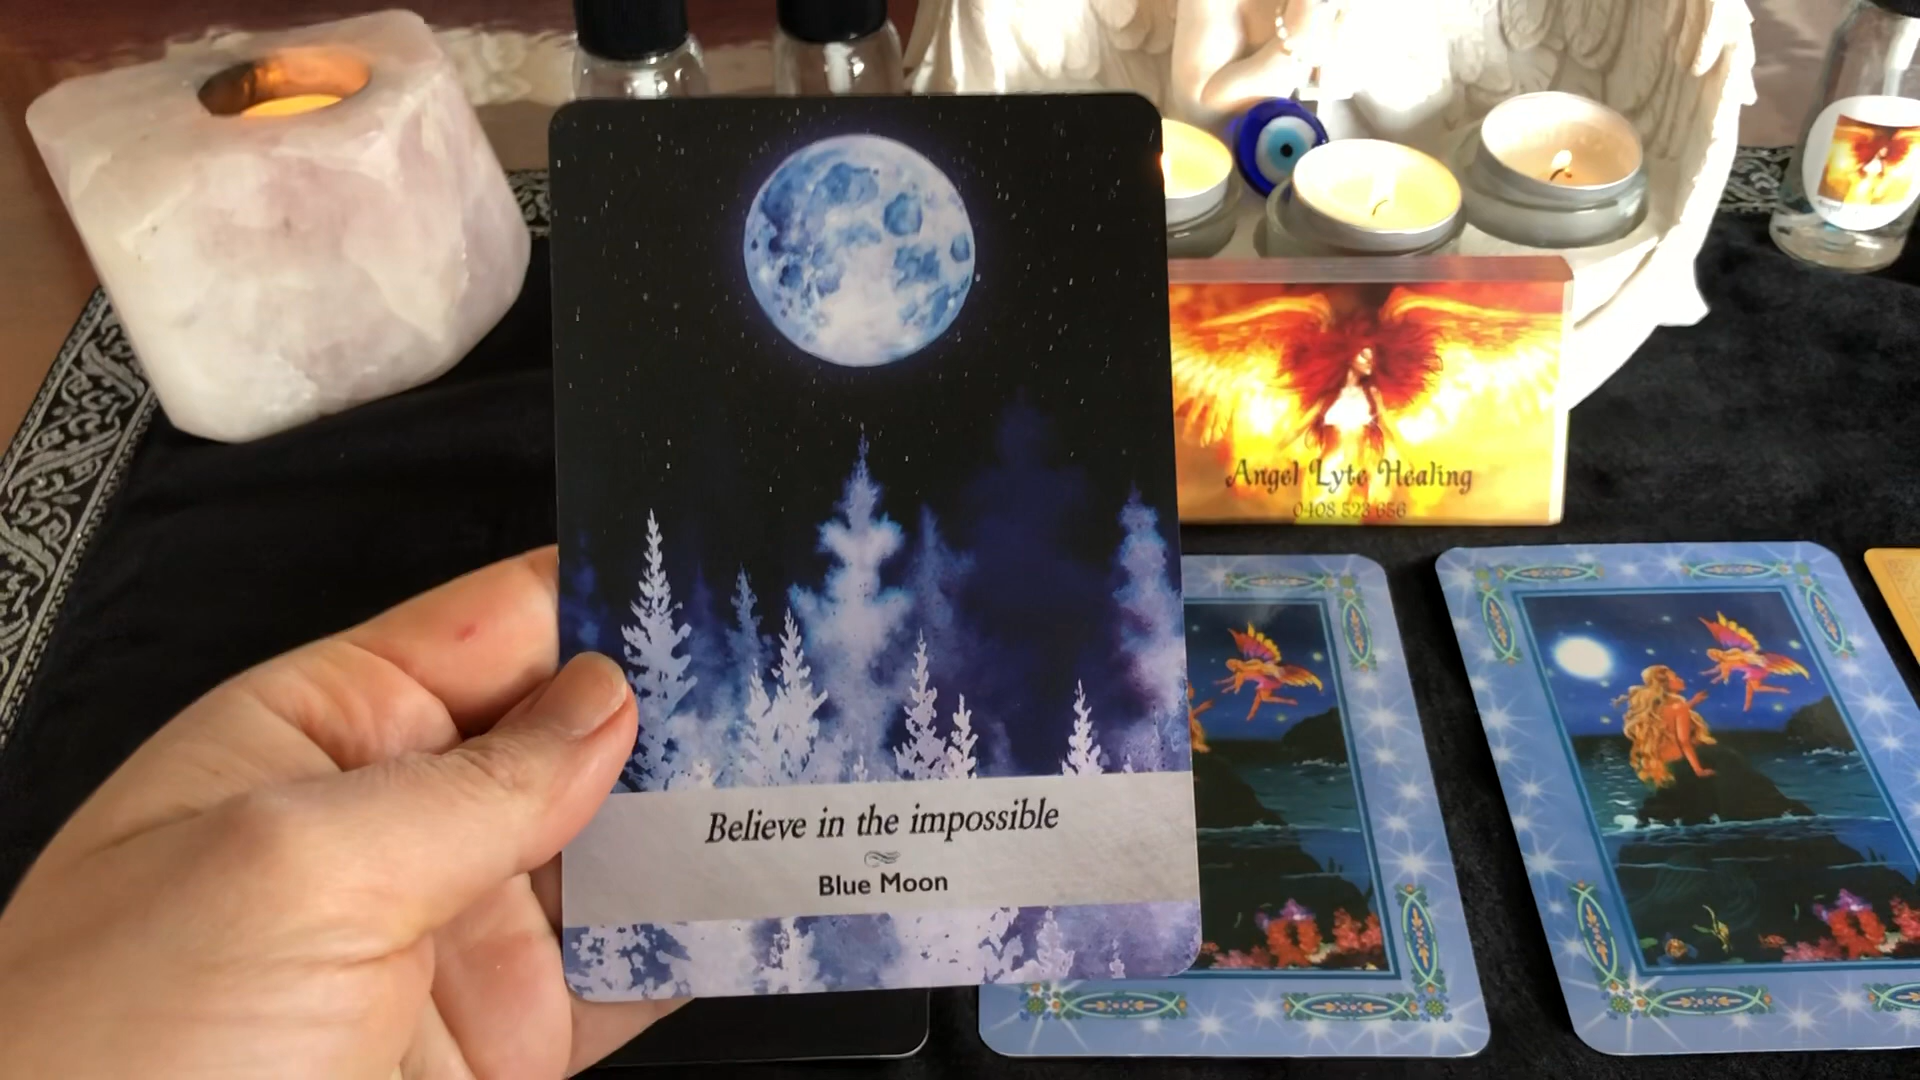 Believe in the impossible
Blue Moon
Angel Lyte Healing
0408 523 656